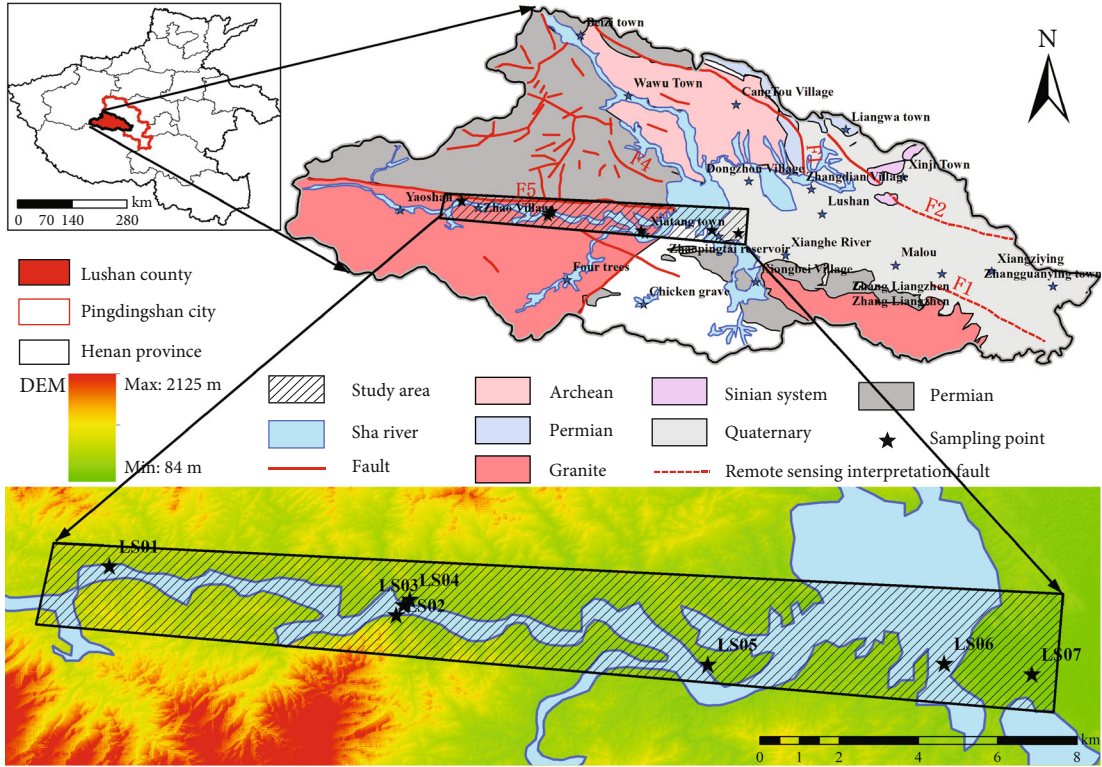 Beizi town
N
Wawu Town
CangTou Village
Liangwa town
F1
Xinji Town
F4
Dongzhou Village
Zhangdian Village
km
0 70 140 280
Yaoshan
F5
Zhao Village
Lushan
F2
Xiatang town
Zhaopingtai reservoir
Xianghe River
Malou
Xiangziying
Four trees
Xiongbei Village
Zhangguanying town
Chicken grave
Zhang Liangzhen
F1
Zhang Liangzhen
Lushan county
Pingdingshan city
Henan province
DEM
Max: 2125 m
Min: 84 m
Study area
Archean
Sinian system
Permian
Sha river
Permian
Quaternary
Sampling point
Fault
Granite
Remote sensing interpretation fault
LS01
LS03
LS04
LS02
LS05
LS06
LS07
km
0 1 2 4 6 8